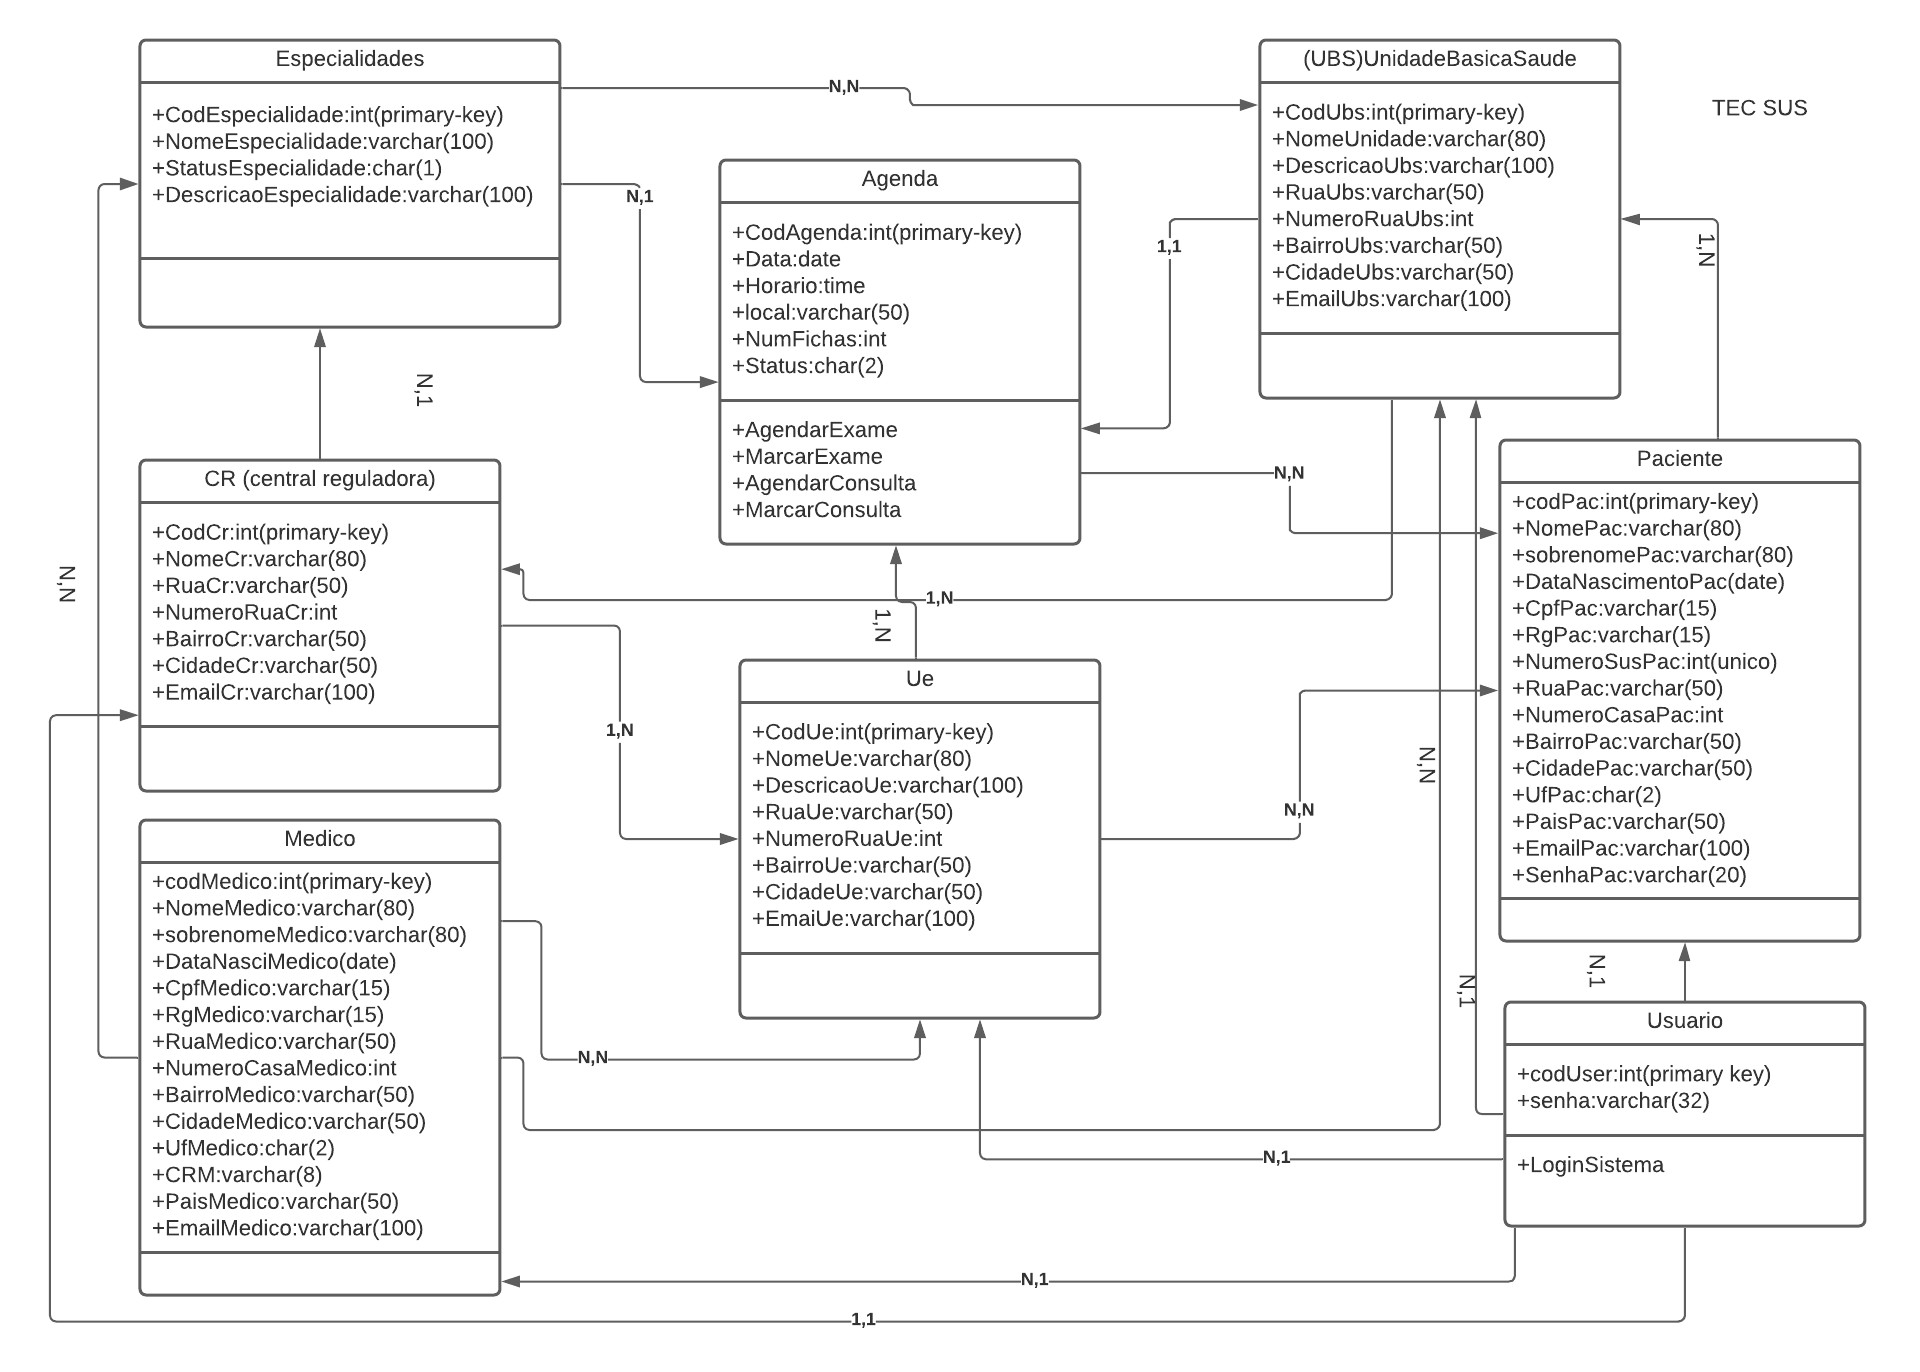 Especialidades
+CodEspecialidade:int(primary-key)
+NomeEspecialidade:varchar(100)
+StatusEspecialidade:char(1)
+DescricaoEspecialidade:varchar(100)
N,N
N,1
Agenda
+CodAgenda:int(primary-key)
+Data:date
+Horario:time
+local:varchar(50)
+NumFichas:int
+Status:char(2)
+AgendarExame
+MarcarExame
+AgendarConsulta
+MarcarConsulta
1,1
(UBS)UnidadeBasicaSaude
+CodUbs:int(primary-key)
+NomeUnidade:varchar(80)
+DescricaoUbs:varchar(100)
+RuaUbs:varchar(50)
+NumeroRuaUbs:int
+BairroUbs:varchar(50)
+CidadeUbs:varchar(50)
+EmailUbs:varchar(100)
TEC SUS
1,N
N,1
CR (central reguladora)
+CodCr:int(primary-key)
+NomeCr:varchar(80)
+RuaCr:varchar(50)
+NumeroRuaCr:int
+BairroCr:varchar(50)
+CidadeCr:varchar(50)
+EmailCr:varchar(100)
N,N
1,N
1,N
1,N
N,N
Ue
+CodUe:int(primary-key)
+NomeUe:varchar(80)
+DescricaoUe:varchar(100)
+RuaUe:varchar(50)
+NumeroRuaUe:int
+BairroUe:varchar(50)
+CidadeUe:varchar(50)
+EmaiUe:varchar(100)
N,N
N,N
Paciente
+codPac:int(primary-key)
+NomePac:varchar(80)
+sobrenomePac:varchar(80)
+DataNascimentoPac(date)
+CpfPac:varchar(15)
+RgPac:varchar(15)
+NumeroSusPac:int(unico)
+RuaPac:varchar(50)
+NumeroCasaPac:int
+BairroPac:varchar(50)
+CidadePac:varchar(50)
+UfPac:char(2)
+PaisPac:varchar(50)
+EmailPac:varchar(100)
+SenhaPac:varchar(20)
Medico
+codMedico:int(primary-key)
+NomeMedico:varchar(80)
+sobrenomeMedico:varchar(80)
+DataNasciMedico(date)
+CpfMedico:varchar(15)
+RgMedico:varchar(15)
+RuaMedico:varchar(50)
+NumeroCasaMedico:int
+BairroMedico:varchar(50)
+CidadeMedico:varchar(50)
+UfMedico:char(2)
+CRM:varchar(8)
+PaisMedico:varchar(50)
+EmailMedico:varchar(100)
N,N
N,1
N,1
Usuario
+codUser:int(primary key)
+senha:varchar(32)
+LoginSistema
N,1
N,1
1,1